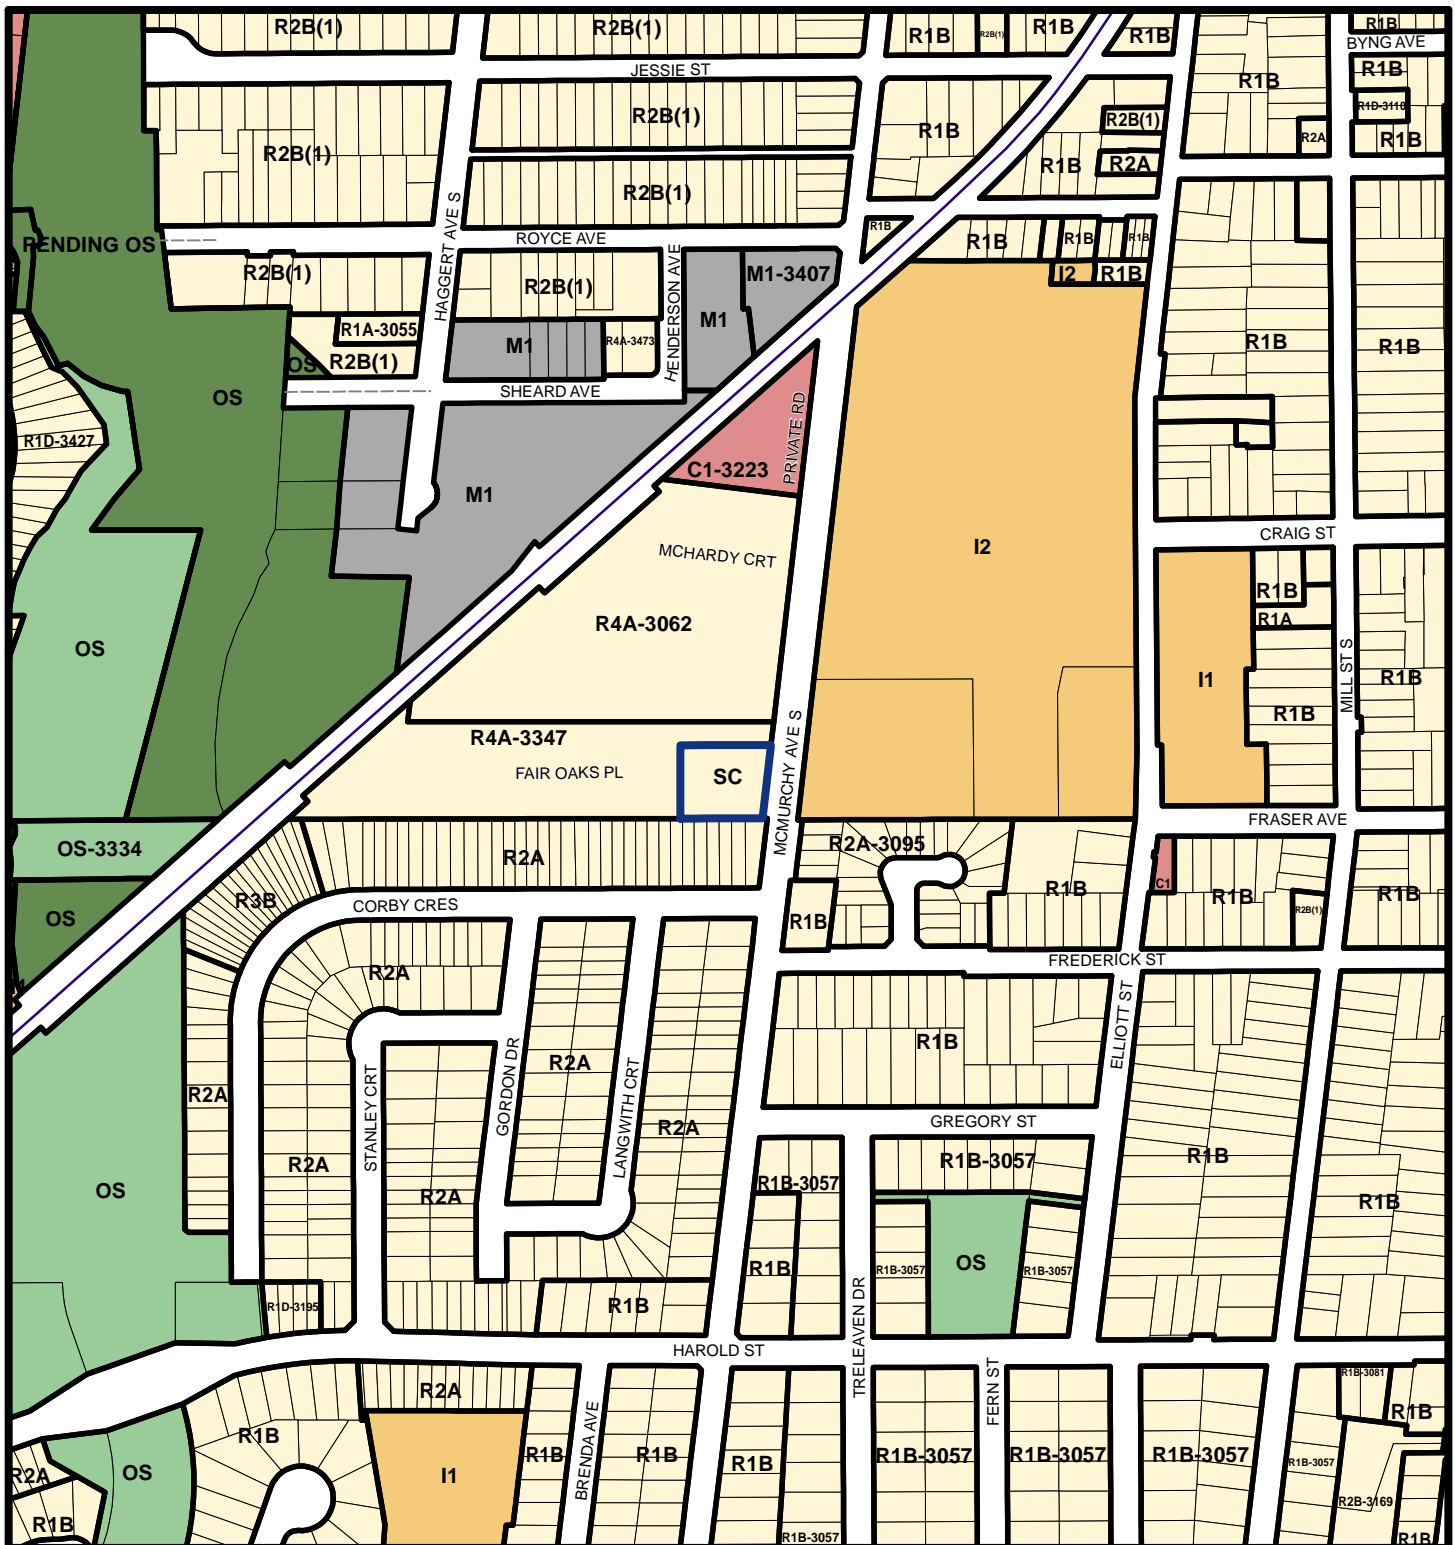 R2B(1)
R2B(1)
R1B
R2B(1)
R1B
R1B
R1B
BYNG AVE
JESSIE ST
R1B
R1B
R1D-3110
R2B(1)
R2B(1)
R1B
R2A
R1B
R2B(1)
R1B
R2A
R2B(1)
HAGGERT AVE S
R1B
ROYCE AVE
PENDING OS
R1B
R1B
R1B
R2B(1)
HENDERSON AVE
M1-3407
I2
R1B
R2B(1)
M1
R1A-3055
R2B(1)
OS
M1
R4A-3473
R1B
R1B
SHEARD AVE
OS
PRIVATE RD
R1D-3427
C1-3223
M1
CRAIG ST
I2
MCHARDY CRT
R1B
R1A
R4A-3062
OS
MILL ST S
R1B
I1
R1B
R4A-3347
MCMURCHY AVE S
FAIR OAKS PL
SC
FRASER AVE
OS-3334
R2A
R2A-3095
C1
R1B
R1B
R1B
R3B
CORBY CRES
R2B(1)
OS
R1B
FREDERICK ST
R2A
ELLIOTT ST
R1B
R2A
GORDON DR
R2A
STANLEY CRT
LANGWITH CRT
R2A
GREGORY ST
R2A
R1B-3057
R1B
R1B-3057
OS
R2A
R1B
R1B
OS
R1B-3057
R1B-3057
R1D-3195
R1B
TRELEAVEN DR
HAROLD ST
R2A
FERN ST
R1B-3081
R1B
R1B
BRENDA AVE
R1B
R1B
R1B
R1B-3057
R1B-3057
R1B-3057
R1B-3057
R2A
OS
I1
R2B-3169
R1B
R1B-3057
R1B